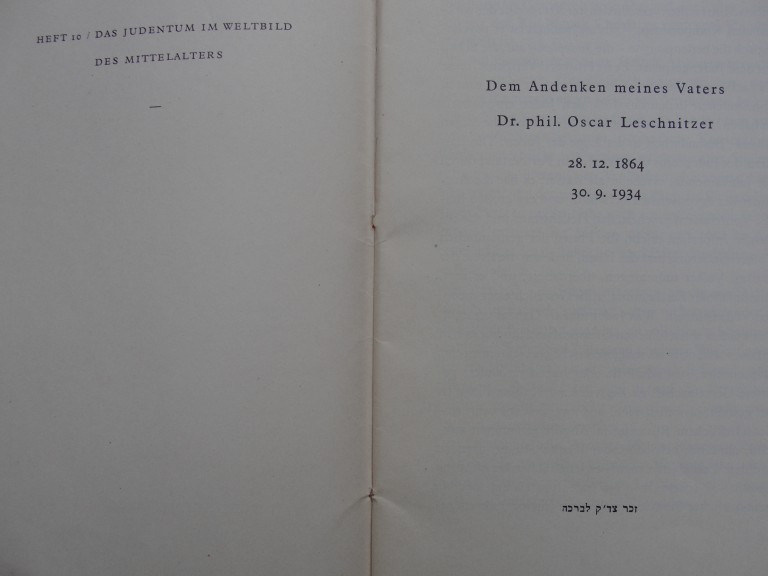 HEFT 10 / DAS JUDENTUM IM WELTBILD
DES MITTELALTERS
—
Dem Andenken meines Vaters
Dr. phil. Oscar Leschnitzer
28. 12. 1864
30. 9. 1934
זכר צד״ק לברכה